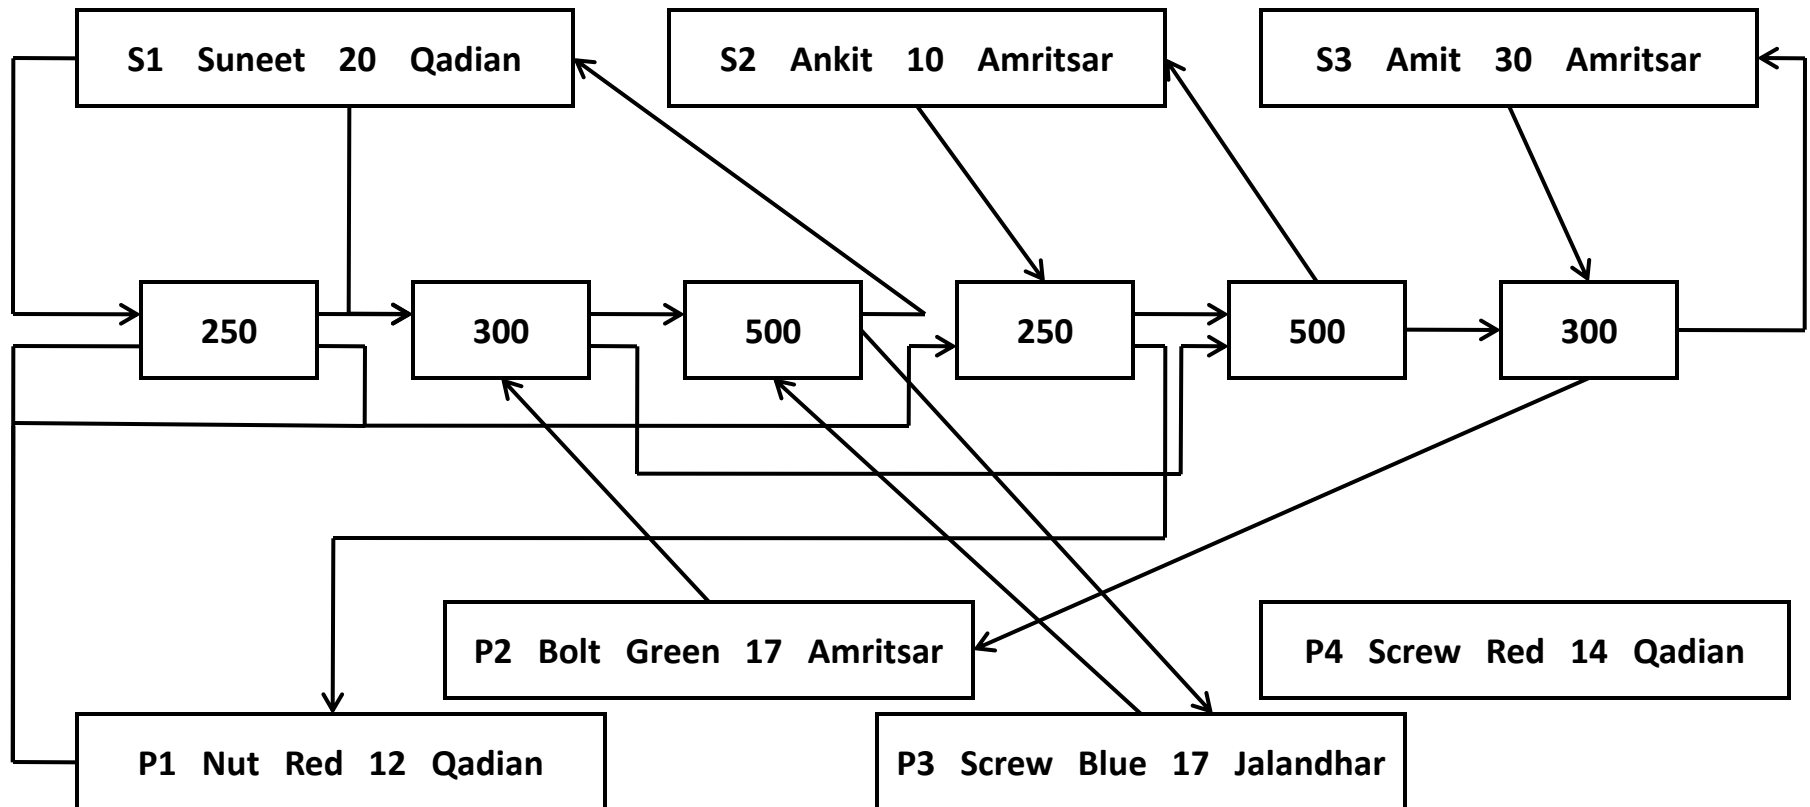 S1 Suneet 20 Qadian
S2 Ankit 10 Amritsar
S3 Amit 30 Amritsar
250
300
500
250
500
300
P2 Bolt Green 17 Amritsar
P4 Screw Red 14 Qadian
P1 Nut Red 12 Qadian
P3 Screw Blue 17 Jalandhar